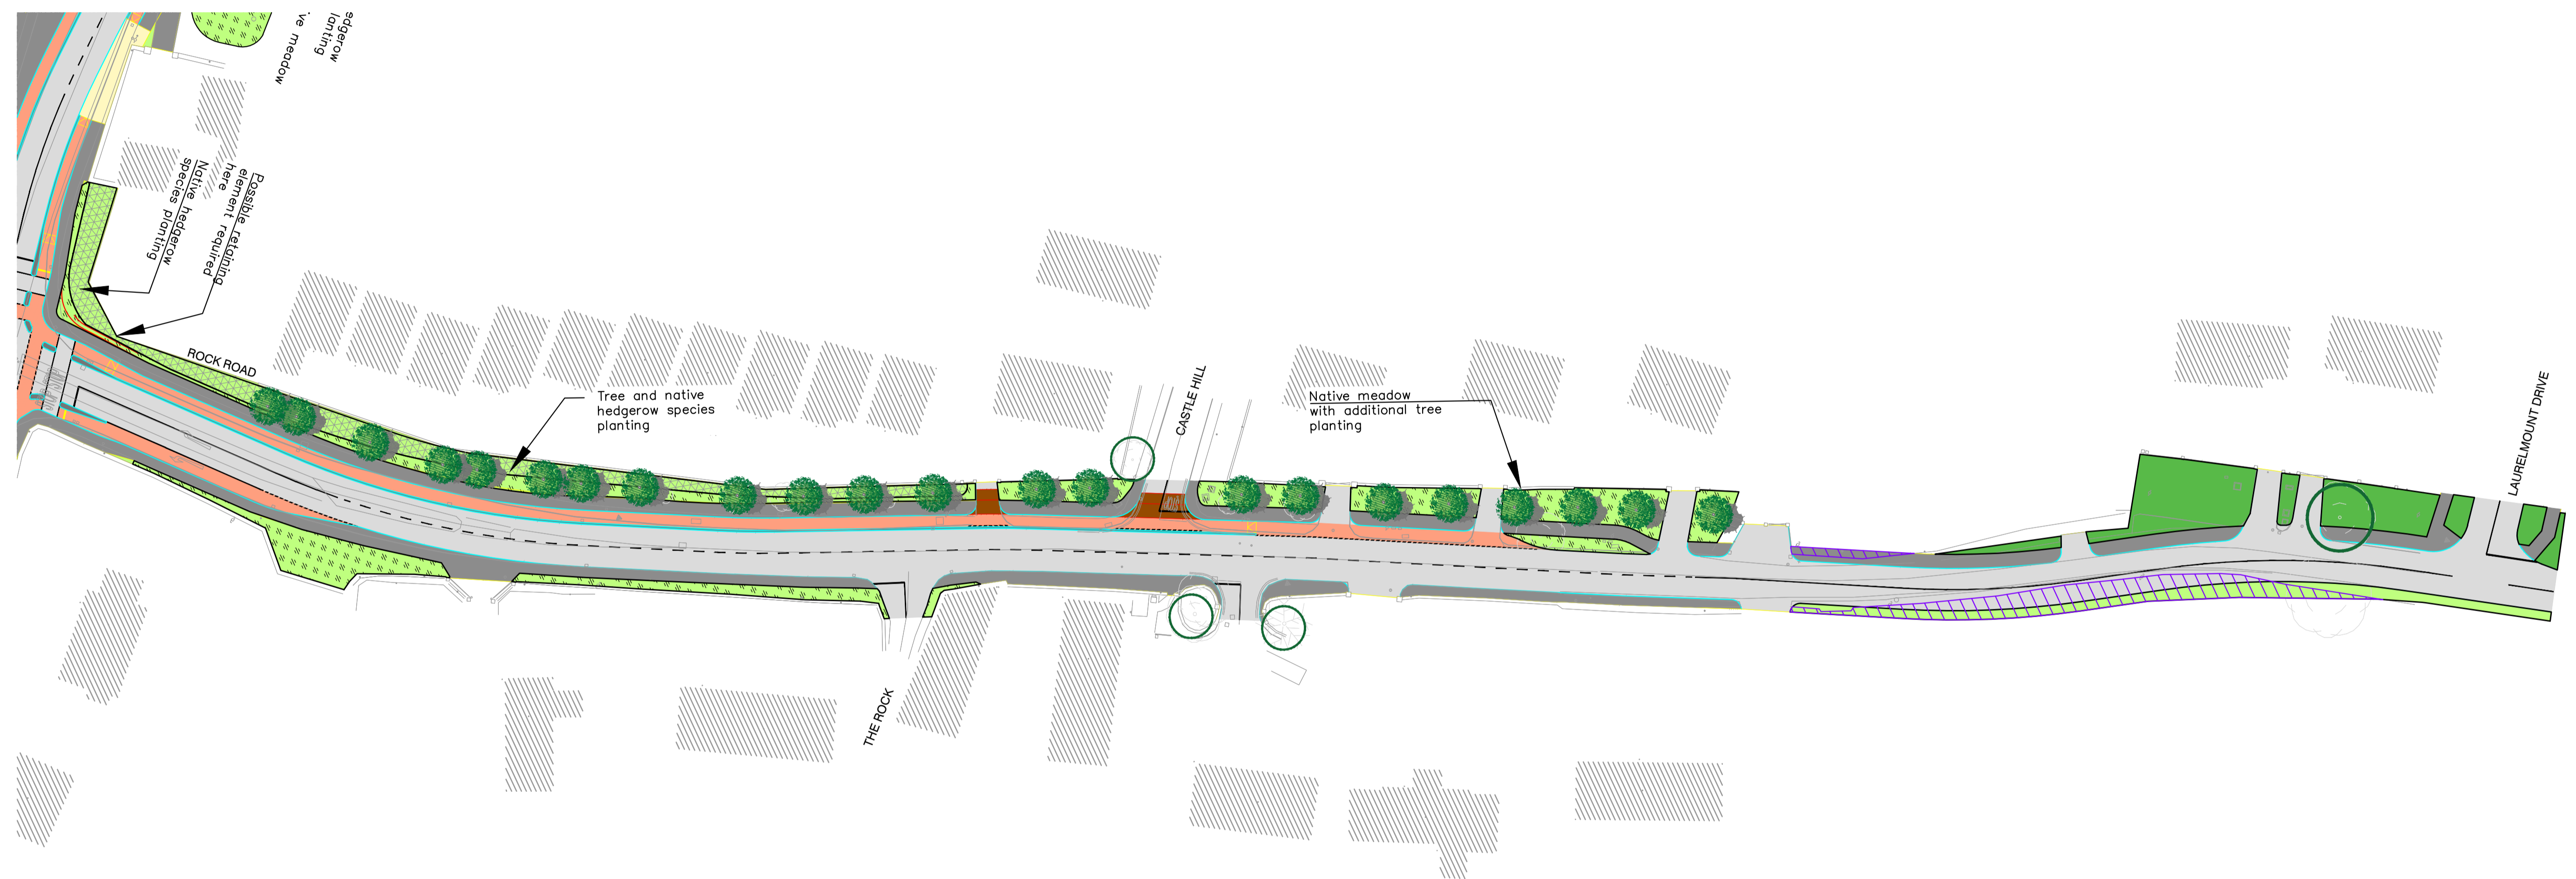 edgerow
lanting
ve meadow
Possible retaining
element required
here
Native hedgerow
species planting
ROCK ROAD
Tree and native
hedgerow species
planting
CASTLE HILL
Native meadow
with additional tree
planting
LAURELMOUNT DRIVE
THE ROCK